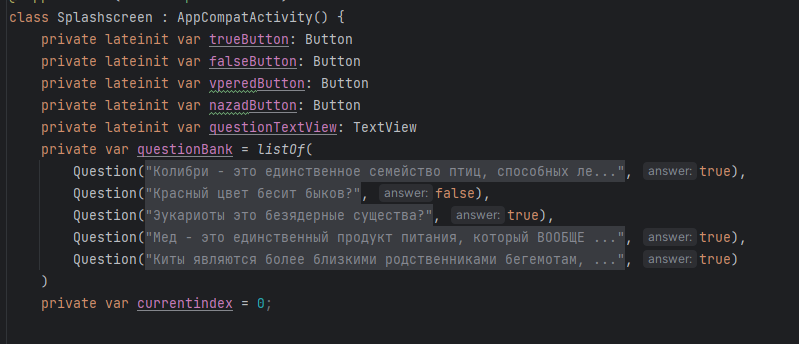 class Splashscreen : AppCompatActivity() {
private lateinit var trueButton: Button
private lateinit var falseButton: Button
private lateinit var vperedButton: Button
private lateinit var nazadButton: Button
private lateinit var questionTextView: TextView
private var questionBank = listOf(
Question("Колибри - это единственное семейство птиц, способных ле...", answer: true),
Question("Красный цвет бесит быков?", answer: false),
Question("Эукариоты это безядерные существа?", answer: true),
Question("Мед - это единственный продукт питания, который ВООБЩЕ ...", answer: true),
Question("Киты являются более близкими родственниками бегемотам, ...", answer: true)
)
private var currentindex = 0;